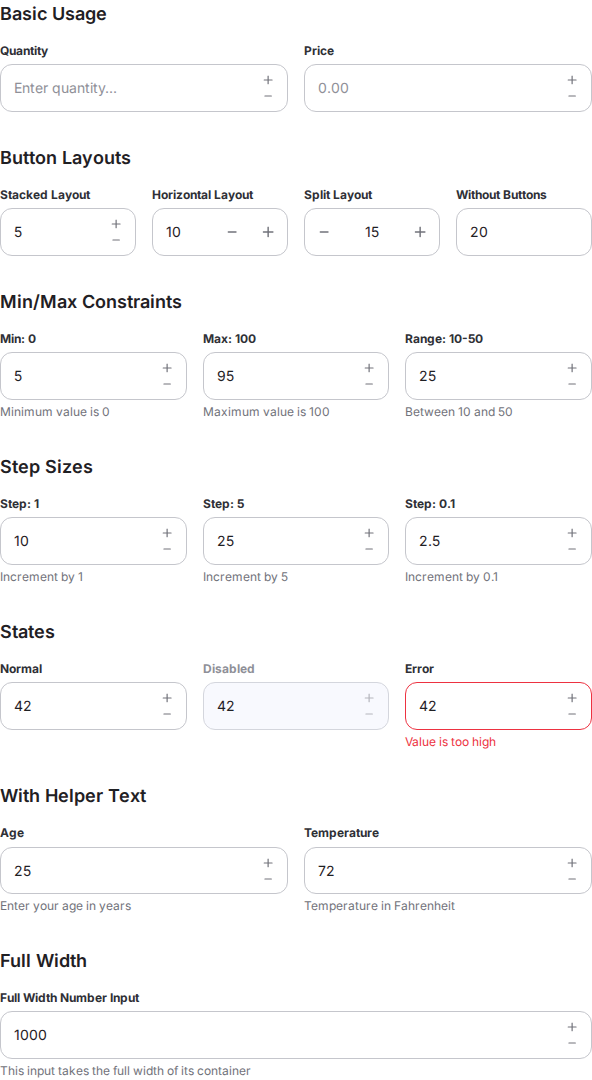 Basic Usage
Quantity Price
Enter quantity... + − 0.00 + −
Button Layouts
Stacked Layout Horizontal Layout Split Layout Without Buttons
5 + − 10 − + − 15 + 20
Min/Max Constraints
Min: 0 Max: 100 Range: 10-50
5 + − 95 + − 25 + −
Minimum value is 0 Maximum value is 100 Between 10 and 50
Step Sizes
Step: 1 Step: 5 Step: 0.1
10 + − 25 + − 2.5 + −
Increment by 1 Increment by 5 Increment by 0.1
States
Normal Disabled Error
42 + − 42 + − 42 + −
Value is too high
With Helper Text
Age Temperature
25 + − 72 + −
Enter your age in years Temperature in Fahrenheit
Full Width
Full Width Number Input
1000 + −
This input takes the full width of its container